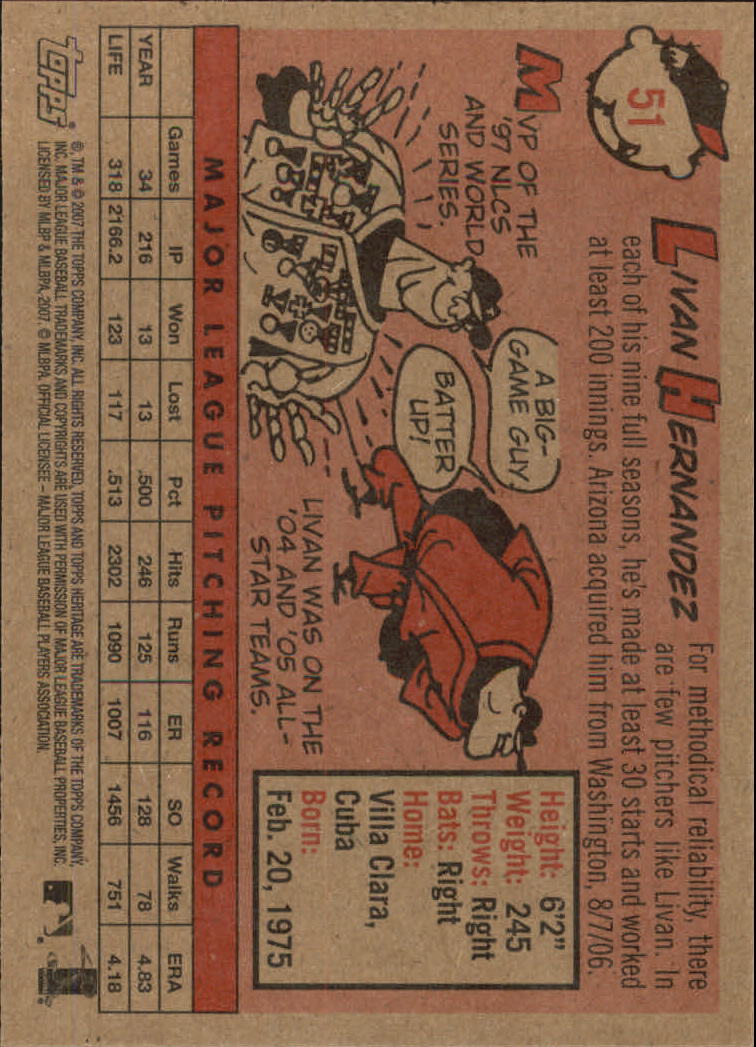 51
LIVAN HERNANDEZ
For methodical reliability, there
are few pitchers like Livan. In
each of his nine full seasons, he's made at least 30 starts and worked
at least 200 innings. Arizona acquired him from Washington, 8/7/06.
MVP OF THE
'97 NLCS
AND WORLD
SERIES.
A BIG-
GAME GUY.
BATTER
UP!
LIVAN WAS ON THE
'04 AND '05 ALL-
STAR TEAMS.
Height: 6'2"
Weight: 245
Throws: Right
Bats: Right
Home:
Villa Clara,
Cuba
Born:
Feb. 20, 1975
MAJOR LEAGUE PITCHING RECORD
Games IP Won Lost Pct Hits Runs ER SO Walks ERA
YEAR 34 216 13 13 .500 246 125 116 128 78 4.83
LIFE 318 2166.2 123 117 .513 2302 1090 1007 1456 751 4.18
Topps®
®, TM & © 2007 THE TOPPS COMPANY, INC. ALL RIGHTS RESERVED. TOPPS AND TOPPS HERITAGE ARE TRADEMARKS OF THE TOPPS COMPANY,
INC. MAJOR LEAGUE BASEBALL TRADEMARKS AND COPYRIGHTS ARE USED WITH PERMISSION OF MAJOR LEAGUE BASEBALL PROPERTIES, INC.
LICENSED BY MLBP & MLBPA, 2007. © MLBPA. OFFICIAL LICENSEE – MAJOR LEAGUE BASEBALL PLAYERS ASSOCIATION.